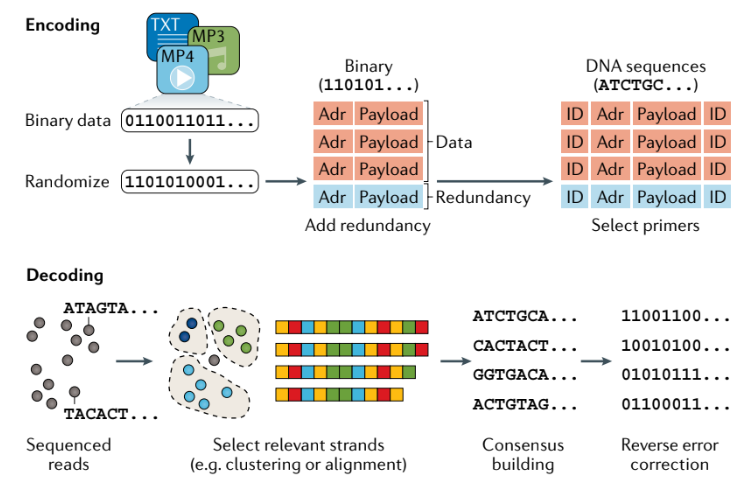 Encoding
TXT
MP3
MP4
Binary data
0110011011...
Randomize
1101010001...
Binary
(110101...)
Adr Payload
Adr Payload
Adr Payload
Adr Payload
Data
Redundancy
Add redundancy
DNA sequences
(ATCTGC...)
ID Adr Payload ID
ID Adr Payload ID
ID Adr Payload ID
ID Adr Payload ID
Select primers
Decoding
ATAGTA...
TACACT...
Sequenced
reads
Select relevant strands
(e.g. clustering or alignment)
ATCTGCA...
CACTACT...
GGTGACA...
ACTGTAG...
Consensus
building
11001100...
10010100...
01010111...
01100011...
Reverse error
correction